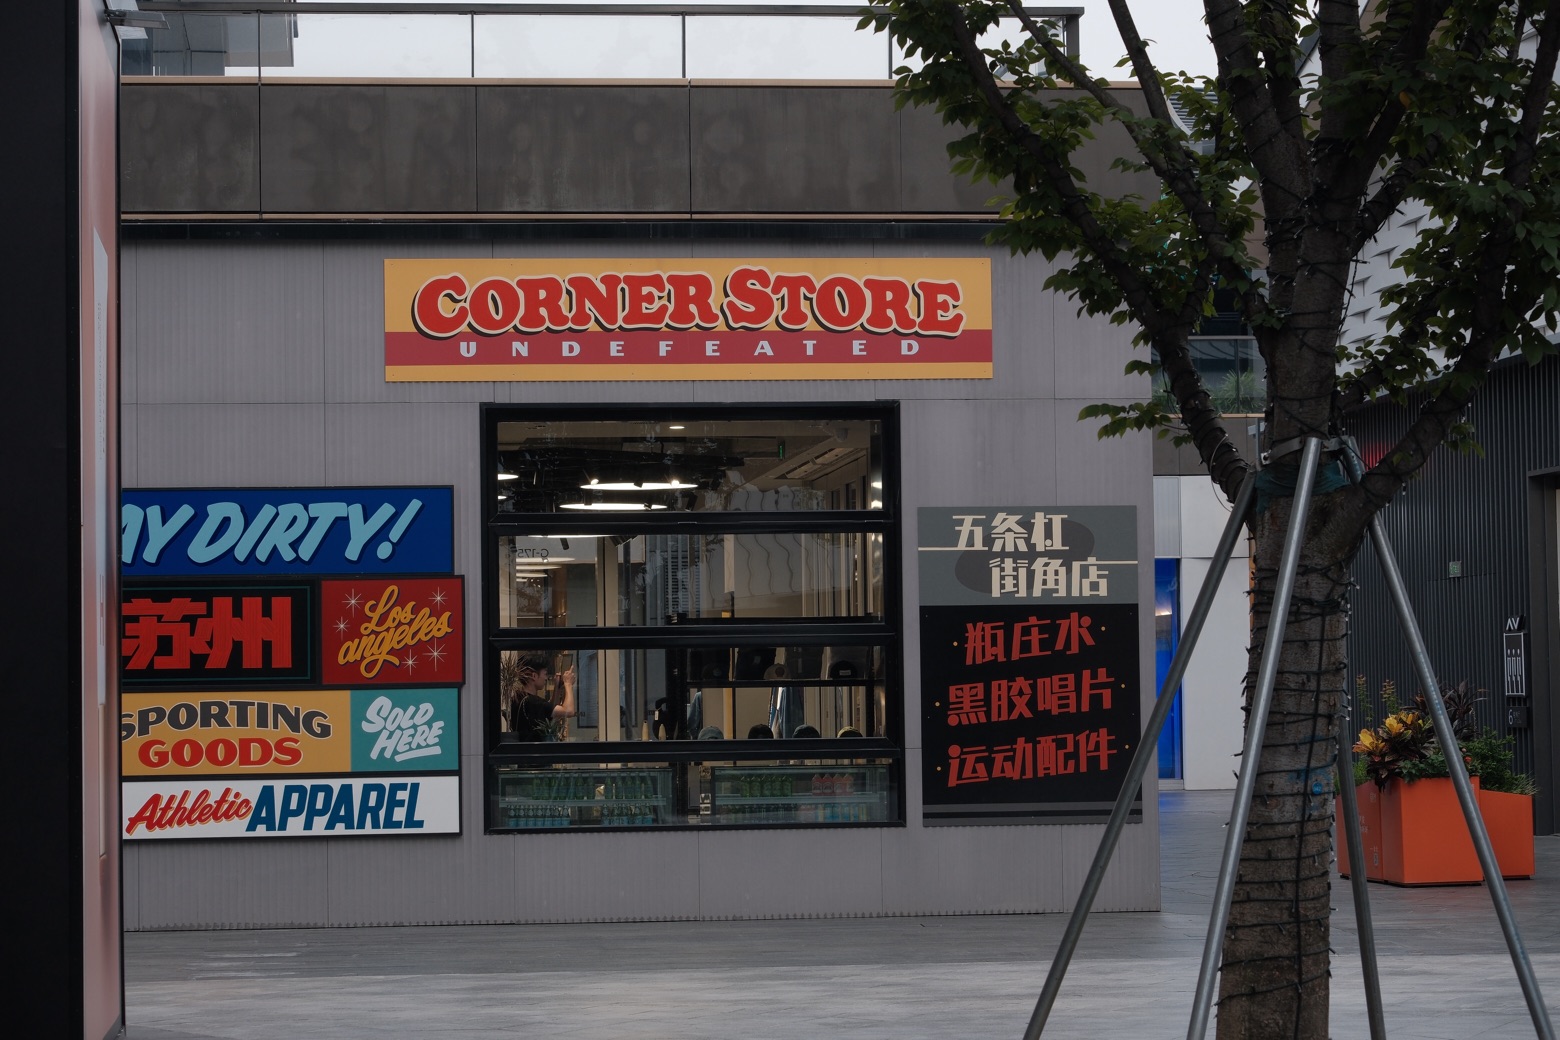 CORNER STORE
UNDEFEATED
AY DIRTY!
苏州
Los
angeles
SPORTING
GOODS
SOLD
HERE
Athletic APPAREL
五条杠
街角店
瓶庄水
黑胶唱片
运动配件